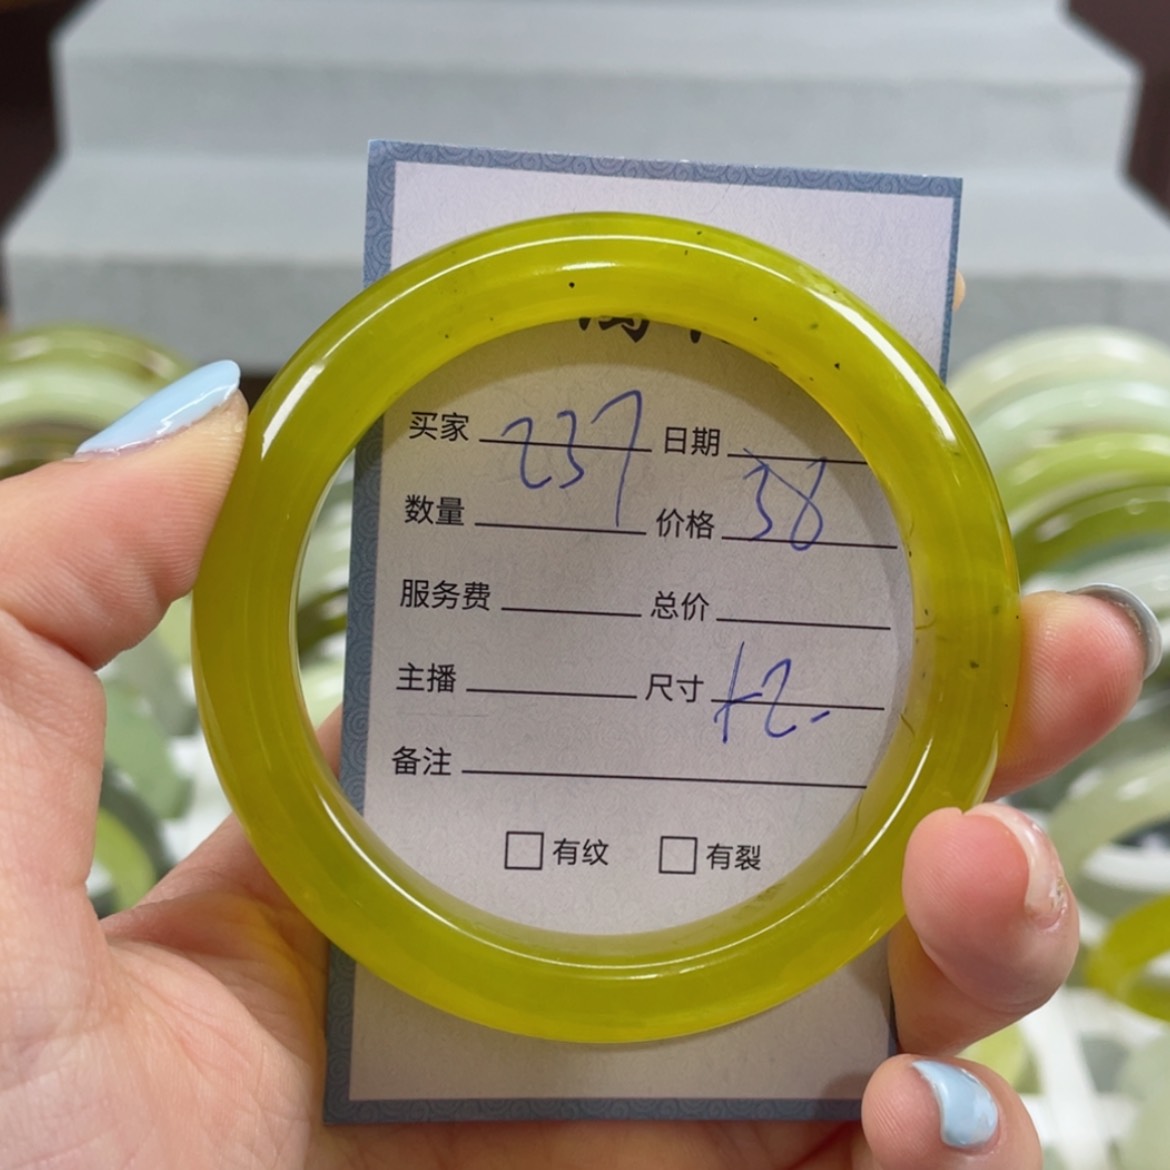 买家 237 日期
数量 价格 38
服务费 总价
主播 尺寸
备注
有纹 有裂